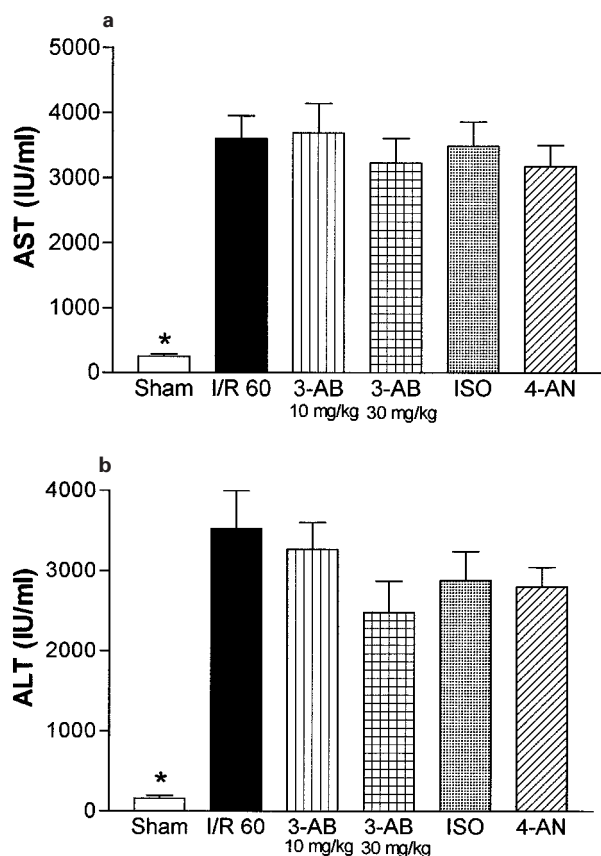 a
5000
4000
3000
2000
1000
0
AST (IU/ml)
*
Sham I/R 60 3-AB 3-AB ISO 4-AN
10 mg/kg 30 mg/kg
b
4000
3000
2000
1000
0
ALT (IU/ml)
*
Sham I/R 60 3-AB 3-AB ISO 4-AN
10 mg/kg 30 mg/kg